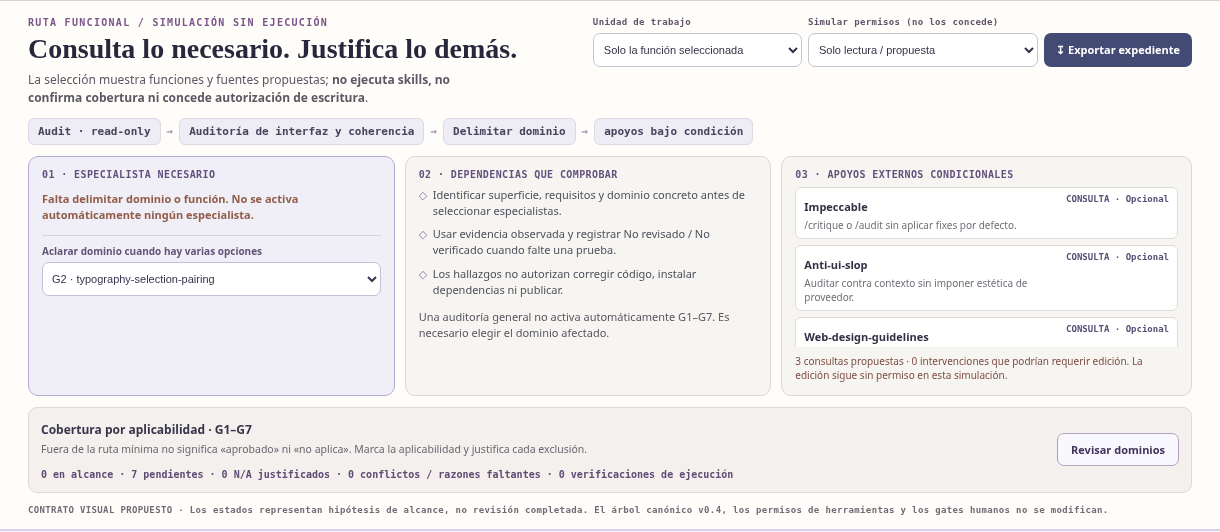 RUTA FUNCIONAL / SIMULACIÓN SIN EJECUCIÓN
Consulta lo necesario. Justifica lo demás.
La selección muestra funciones y fuentes propuestas; no ejecuta skills, no
confirma cobertura ni concede autorización de escritura.
Unidad de trabajo
Solo la función seleccionada
Simular permisos (no los concede)
Solo lectura / propuesta
↧ Exportar expediente
Audit · read-only → Auditoría de interfaz y coherencia → Delimitar dominio → apoyos bajo condición
01 · ESPECIALISTA NECESARIO
Falta delimitar dominio o función. No se activa
automáticamente ningún especialista.
Aclarar dominio cuando hay varias opciones
G2 · typography-selection-pairing
02 · DEPENDENCIAS QUE COMPROBAR
◇ Identificar superficie, requisitos y dominio concreto antes de
seleccionar especialistas.
◇ Usar evidencia observada y registrar No revisado / No
verificado cuando falte una prueba.
◇ Los hallazgos no autorizan corregir código, instalar
dependencias ni publicar.
Una auditoría general no activa automáticamente G1–G7. Es
necesario elegir el dominio afectado.
03 · APOYOS EXTERNOS CONDICIONALES
Impeccable
CONSULTA · Opcional
/critique o /audit sin aplicar fixes por defecto.
Anti-ui-slop
CONSULTA · Opcional
Auditar contra contexto sin imponer estética de
proveedor.
Web-design-guidelines
CONSULTA · Opcional
3 consultas propuestas · 0 intervenciones que podrían requerir edición. La
edición sigue sin permiso en esta simulación.
Cobertura por aplicabilidad · G1–G7
Fuera de la ruta mínima no significa «aprobado» ni «no aplica». Marca la aplicabilidad y justifica cada exclusión.
0 en alcance · 7 pendientes · 0 N/A justificados · 0 conflictos / razones faltantes · 0 verificaciones de ejecución
Revisar dominios
CONTRATO VISUAL PROPUESTO · Los estados representan hipótesis de alcance, no revisión completada. El árbol canónico v0.4, los permisos de herramientas y los gates humanos no se modifican.